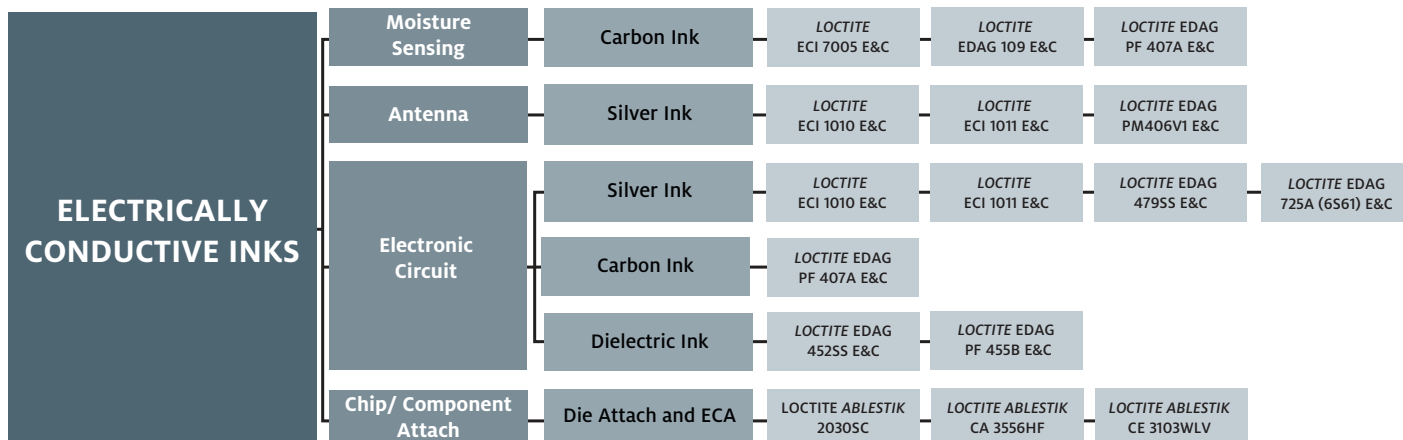 ELECTRICALLY
CONDUCTIVE INKS
Moisture
Sensing
Carbon Ink
LOCTITE
ECI 7005 E&C
LOCTITE
EDAG 109 E&C
LOCTITE EDAG
PF 407A E&C
Antenna
Silver Ink
LOCTITE
ECI 1010 E&C
LOCTITE
ECI 1011 E&C
LOCTITE EDAG
PM406V1 E&C
Electronic
Circuit
Silver Ink
LOCTITE
ECI 1010 E&C
LOCTITE
ECI 1011 E&C
LOCTITE EDAG
479SS E&C
LOCTITE EDAG
725A (6S61) E&C
Carbon Ink
LOCTITE EDAG
PF 407A E&C
Dielectric Ink
LOCTITE EDAG
452SS E&C
LOCTITE EDAG
PF 455B E&C
Chip/ Component
Attach
Die Attach and ECA
LOCTITE ABLESTIK
2030SC
LOCTITE ABLESTIK
CA 3556HF
LOCTITE ABLESTIK
CE 3103WLV